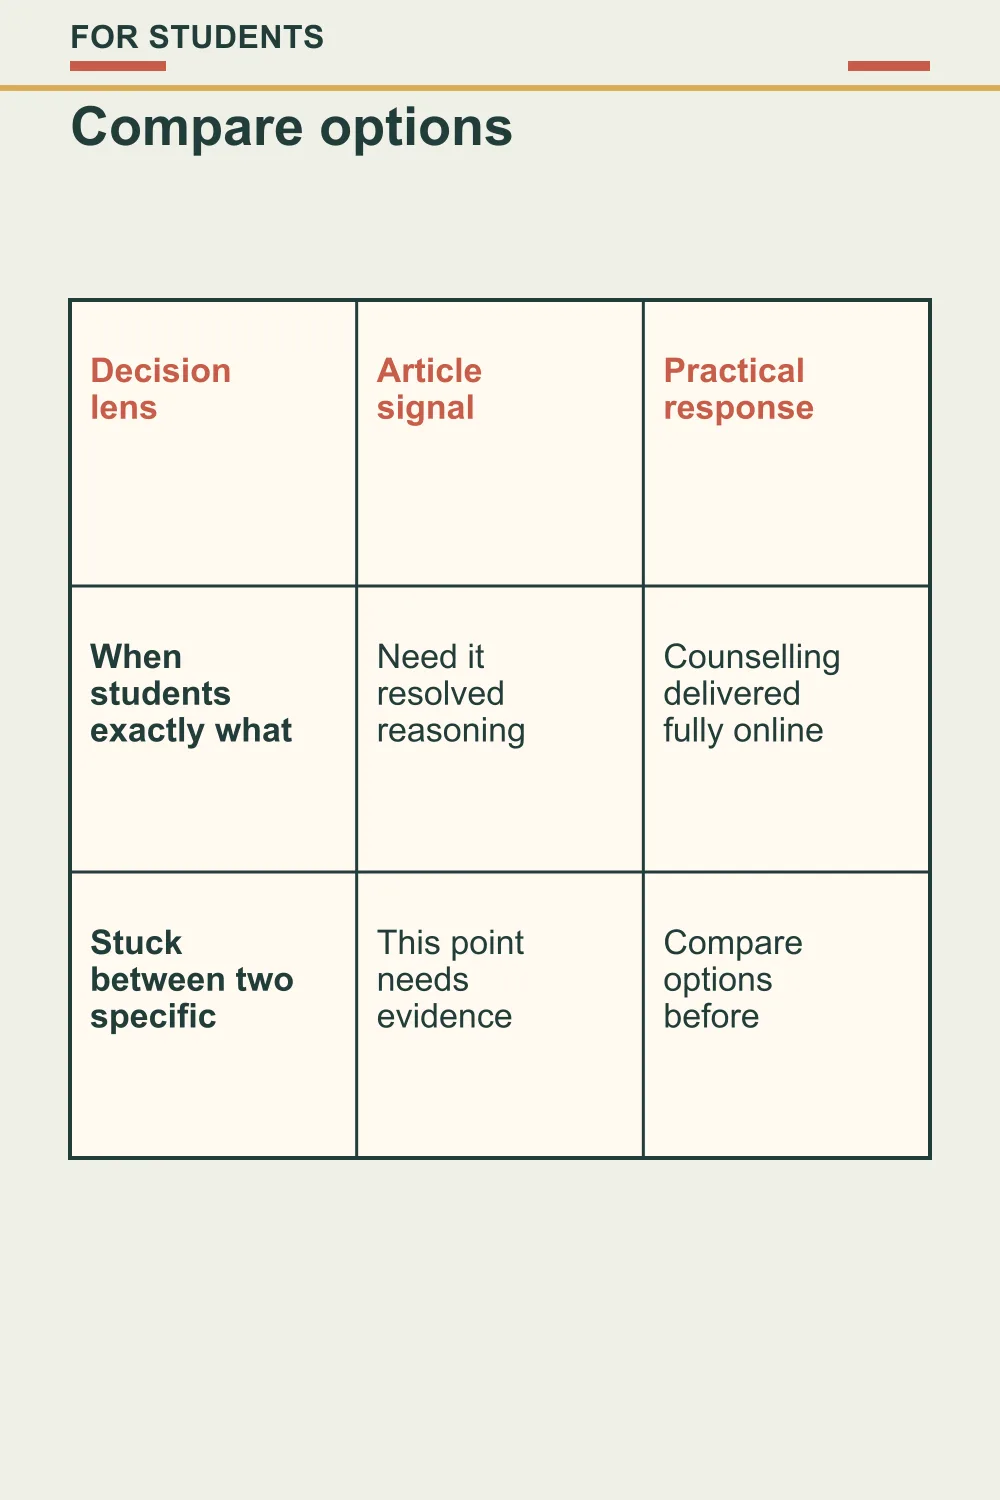 FOR STUDENTS
Compare options
Decision
lens
Article
signal
Practical
response
When
students
exactly what
Need it
resolved
reasoning
Counselling
delivered
fully online
Stuck
between two
specific
This point
needs
evidence
Compare
options
before